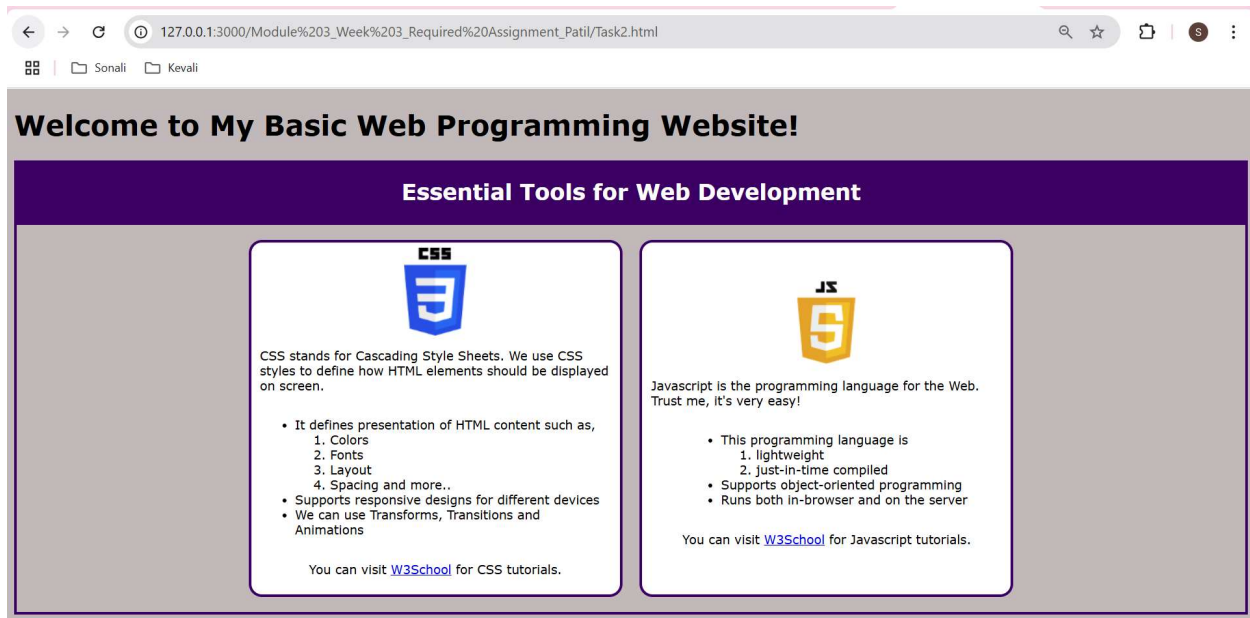 127.0.0.1:3000/Module%203_Week%203_Required%20Assignment_Patil/Task2.html
S
Sonali
Kevali
Welcome to My Basic Web Programming Website!
Essential Tools for Web Development
CSS
CSS stands for Cascading Style Sheets. We use CSS
styles to define how HTML elements should be displayed
on screen.
• It defines presentation of HTML content such as,
1. Colors
2. Fonts
3. Layout
4. Spacing and more..
• Supports responsive designs for different devices
• We can use Transforms, Transitions and
Animations
You can visit W3School for CSS tutorials.
JS
Javascript is the programming language for the Web.
Trust me, it's very easy!
• This programming language is
1. lightweight
2. just-in-time compiled
• Supports object-oriented programming
• Runs both in-browser and on the server
You can visit W3School for Javascript tutorials.